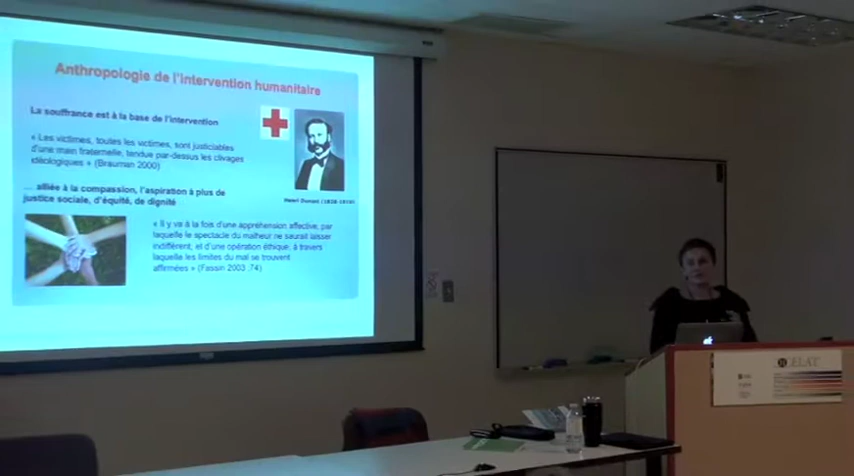 Anthropologie de l'Intervention humanitaire
La souffrance est à la base de l'intervention
« Les victimes, toutes les victimes, sont justiciables
d'une main fraternelle, tendue par-dessus les clivages
idéologiques » (Brauman 2000)
... alliée à la compassion, l'aspiration à plus de
justice sociale, d'équité, de dignité
Henri Dunant (1828-1910)
« Il y va à la fois d'une appréhension affective, par
laquelle le spectacle du malheur ne saurait laisser
indifférent, et d'une opération éthique, à travers
laquelle les limites du mal se trouvent
affirmées » (Fassin 2003 :74)
CELAT